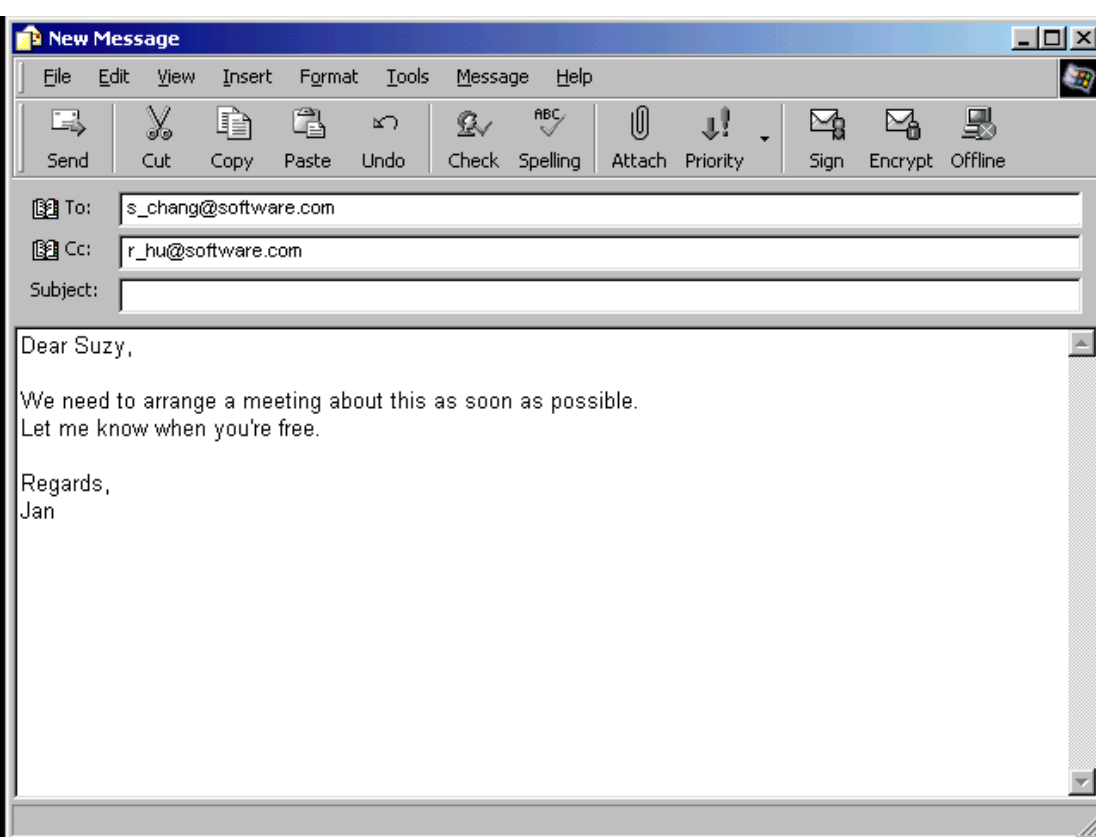 New Message
File Edit View Insert Format Tools Message Help
ABC
Send Cut Copy Paste Undo Check Spelling Attach Priority Sign Encrypt Offline
To: s_chang@software.com
Cc: r_hu@software.com
Subject:
Dear Suzy,
We need to arrange a meeting about this as soon as possible.
Let me know when you're free.
Regards,
Jan